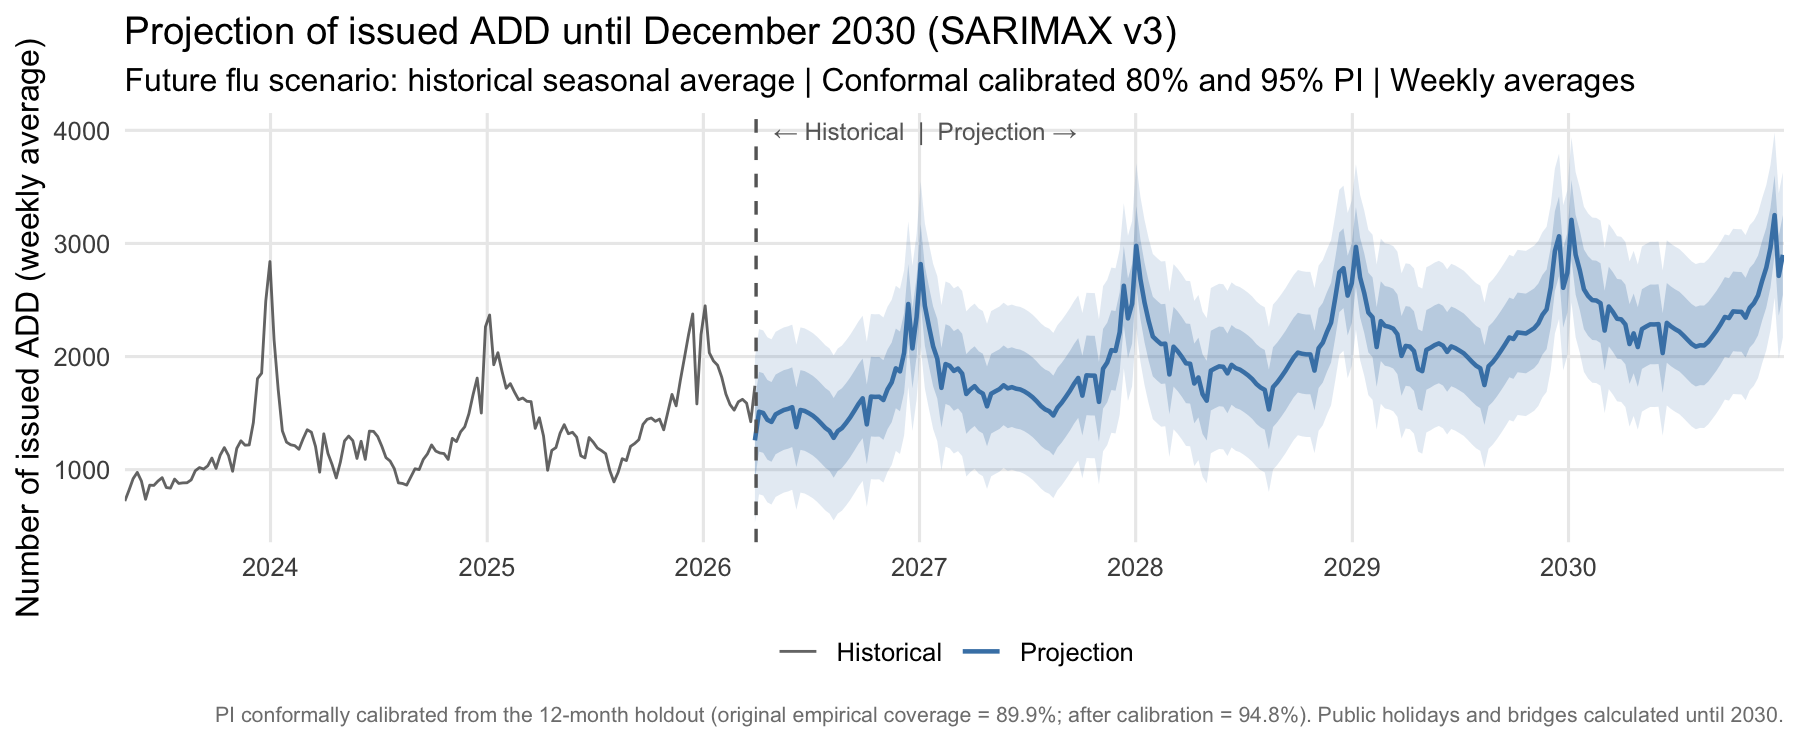 Projection of issued ADD until December 2030 (SARIMAX v3)
Future flu scenario: historical seasonal average | Conformal calibrated 80% and 95% PI | Weekly averages
Number of issued ADD (weekly average)
4000
3000
2000
1000
← Historical | Projection →
2024
2025
2026
2027
2028
2029
2030
Historical
Projection
PI conformally calibrated from the 12-month holdout (original empirical coverage = 89.9%; after calibration = 94.8%). Public holidays and bridges calculated until 2030.